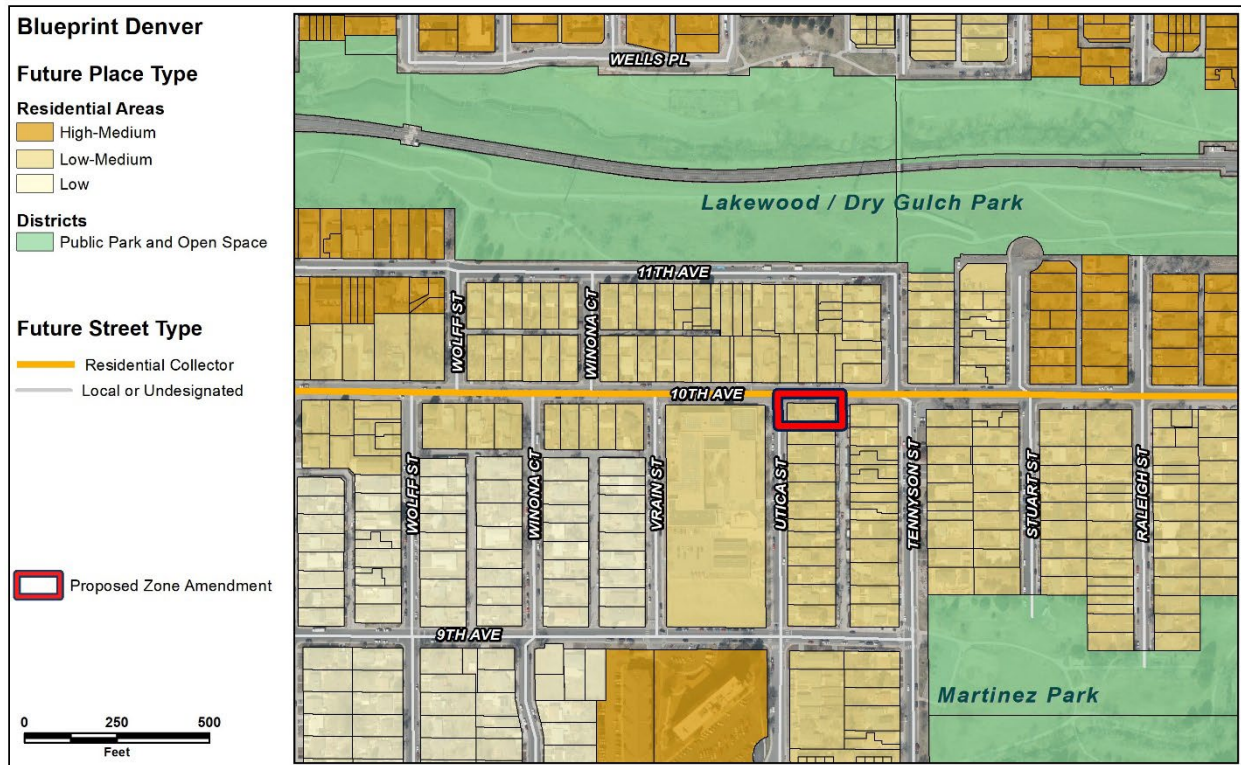 Blueprint Denver
Future Place Type
Residential Areas
High-Medium
Low-Medium
Low
Districts
Public Park and Open Space
Future Street Type
Residential Collector
Local or Undesignated
Proposed Zone Amendment
0 250 500
Feet
WELLS PL
Lakewood / Dry Gulch Park
11TH AVE
WOLFF ST
WINONA CT
10TH AVE
WOLFF ST
WINONA CT
VRAIN ST
UTICA ST
TENNYSON ST
STUART ST
RALEIGH ST
9TH AVE
Martinez Park